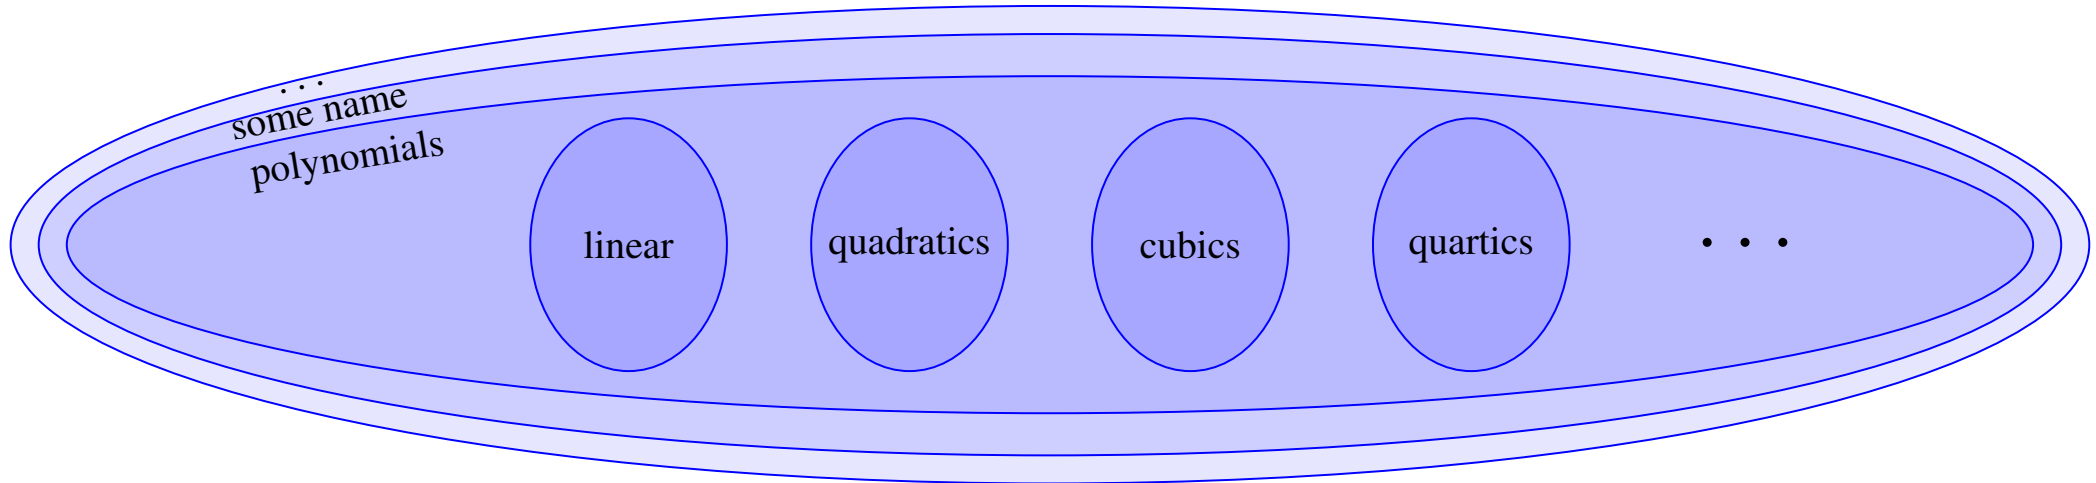 . . .
some name
polynomials
linear
quadratics
cubics
quartics
. . .